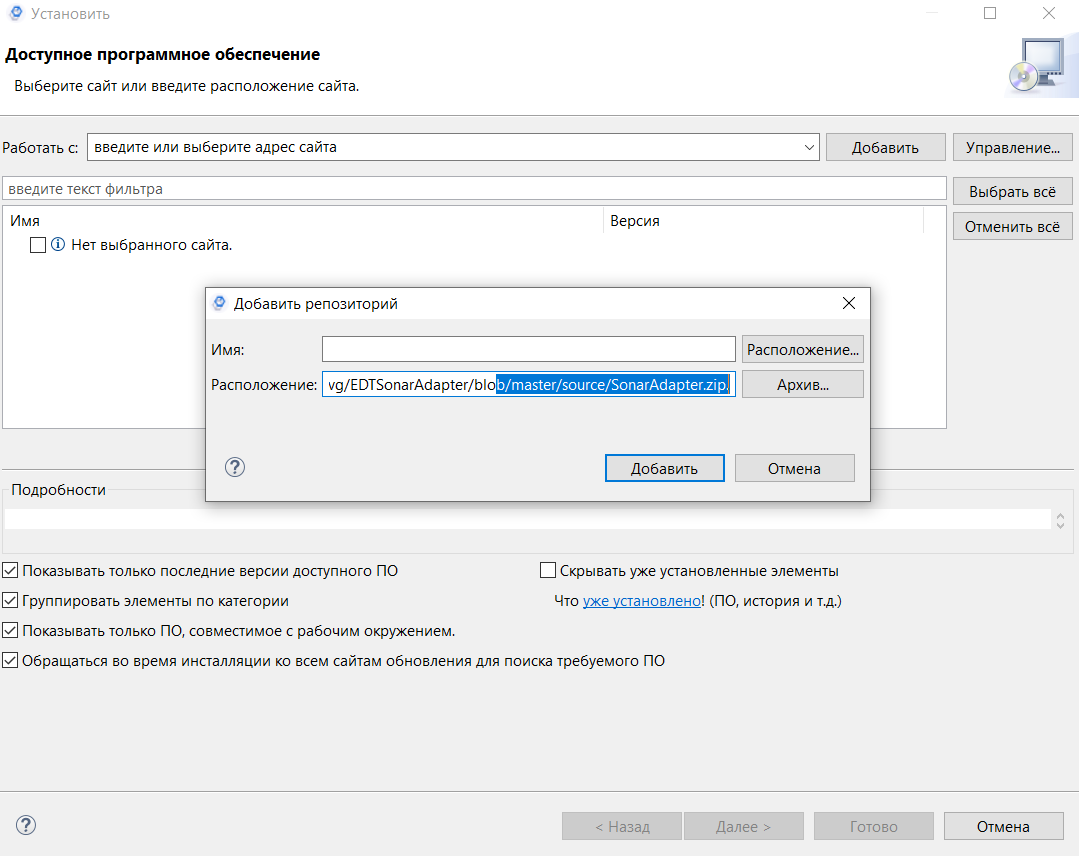 Установить
Доступное программное обеспечение
Выберите сайт или введите расположение сайта.
Работать с: введите или выберите адрес сайта Добавить Управление...
введите текст фильтра Выбрать всё
Имя Версия Отменить всё
Нет выбранного сайта.
Добавить репозиторий
Имя: Расположение...
Расположение: vg/EDTSonarAdapter/blob/master/source/SonarAdapter.zip. Архив...
Добавить Отмена
Подробности
Показывать только последние версии доступного ПО Скрывать уже установленные элементы
Группировать элементы по категории Что уже установлено! (ПО, история и т.д.)
Показывать только ПО, совместимое с рабочим окружением.
Обращаться во время инсталляции ко всем сайтам обновления для поиска требуемого ПО
< Назад Далее > Готово Отмена